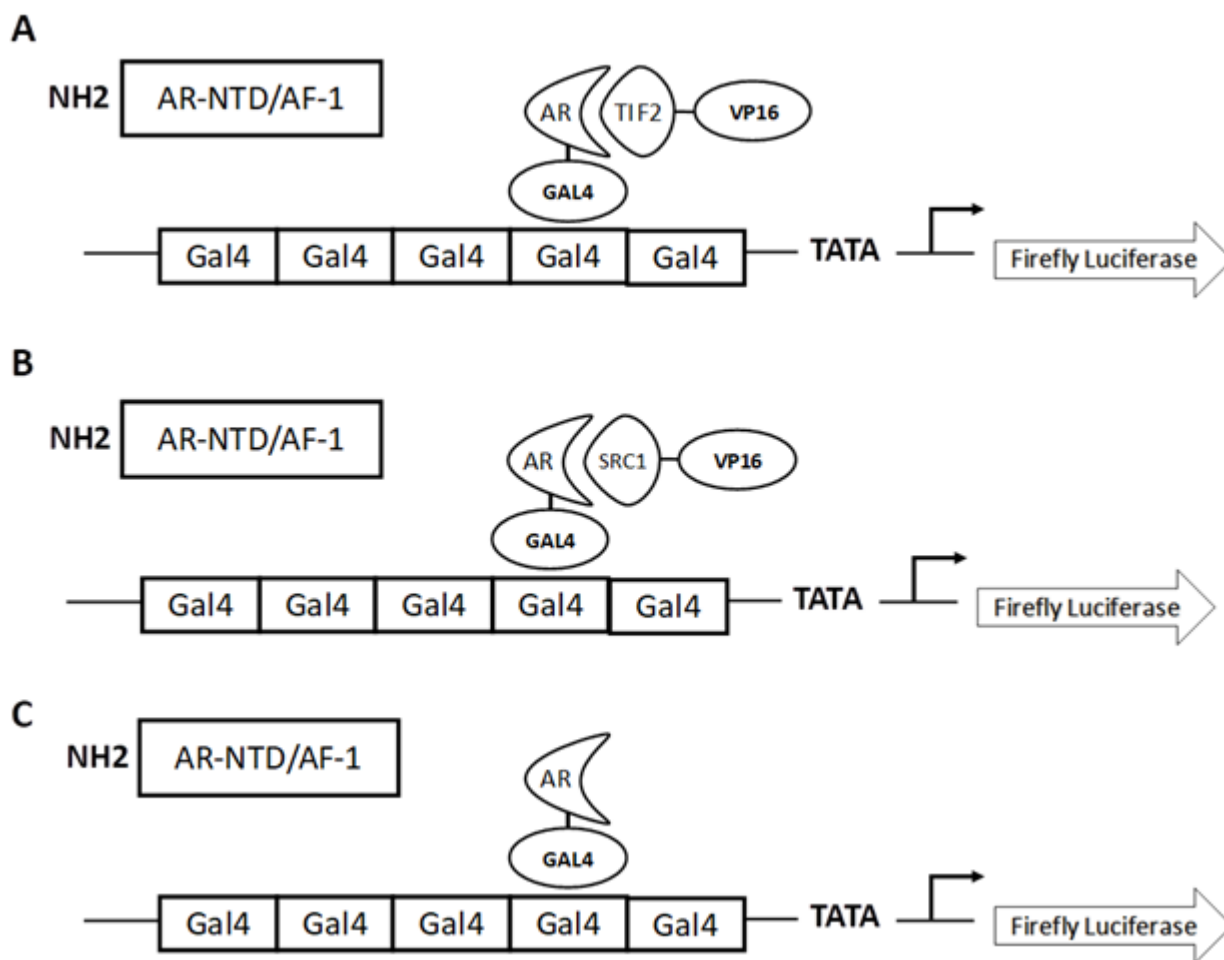 A
NH2 AR-NTD/AF-1 AR TIF2 VP16
GAL4
Gal4 Gal4 Gal4 Gal4 Gal4 TATA Firefly Luciferase
B
NH2 AR-NTD/AF-1 AR SRC1 VP16
GAL4
Gal4 Gal4 Gal4 Gal4 Gal4 TATA Firefly Luciferase
C
NH2 AR-NTD/AF-1 AR
GAL4
Gal4 Gal4 Gal4 Gal4 Gal4 TATA Firefly Luciferase